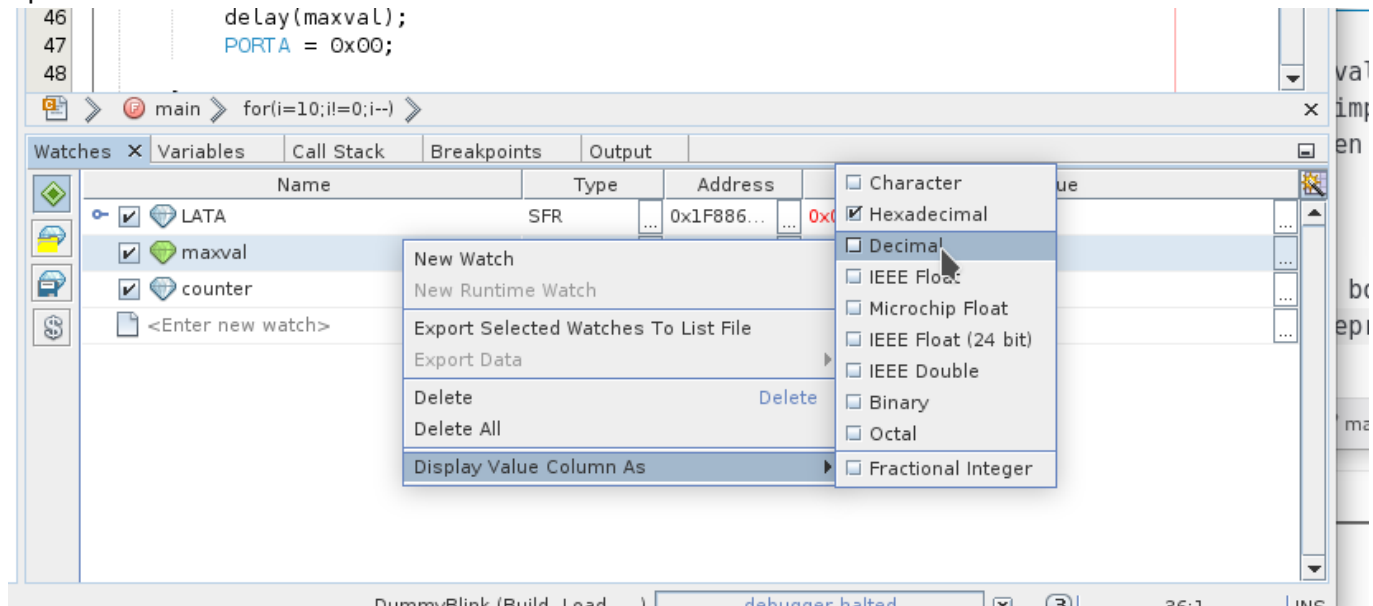 46 delay(maxval);
47 PORTA = 0x00;
48
main for(i=10;i!=0;i--)
Watches Variables Call Stack Breakpoints Output
Name Type Address
LATA SFR ... 0x1F886... ...
maxval
counter
<Enter new watch>
New Watch
New Runtime Watch
Export Selected Watches To List File
Export Data
Delete Delete
Delete All
Display Value Column As
Character
Hexadecimal
Decimal
IEEE Float
Microchip Float
IEEE Float (24 bit)
IEEE Double
Binary
Octal
Fractional Integer
debugger halted 36:1 INS